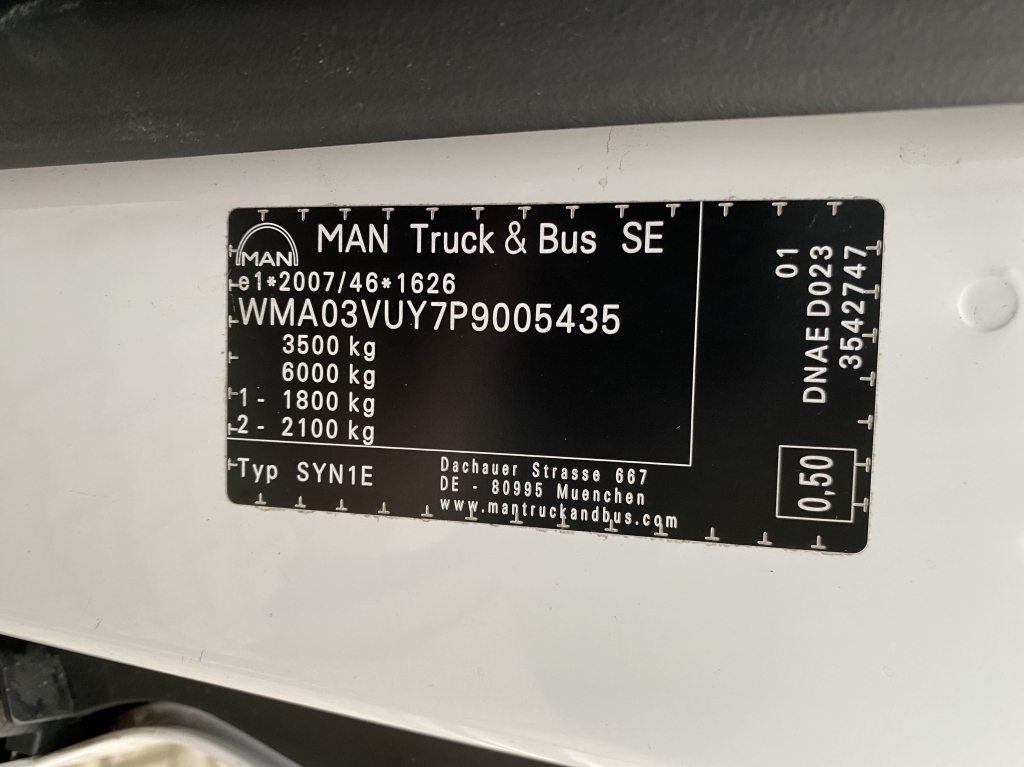 MAN
MAN Truck & Bus SE
e1*2007/46*1626
WMA03VUY7P9005435
3500 kg
6000 kg
1 - 1800 kg
2 - 2100 kg
Typ SYN1E
Dachauer Strasse 667
DE - 80995 Muenchen
www.mantruckandbus.com
01
DNAE D023
3542747
0,50